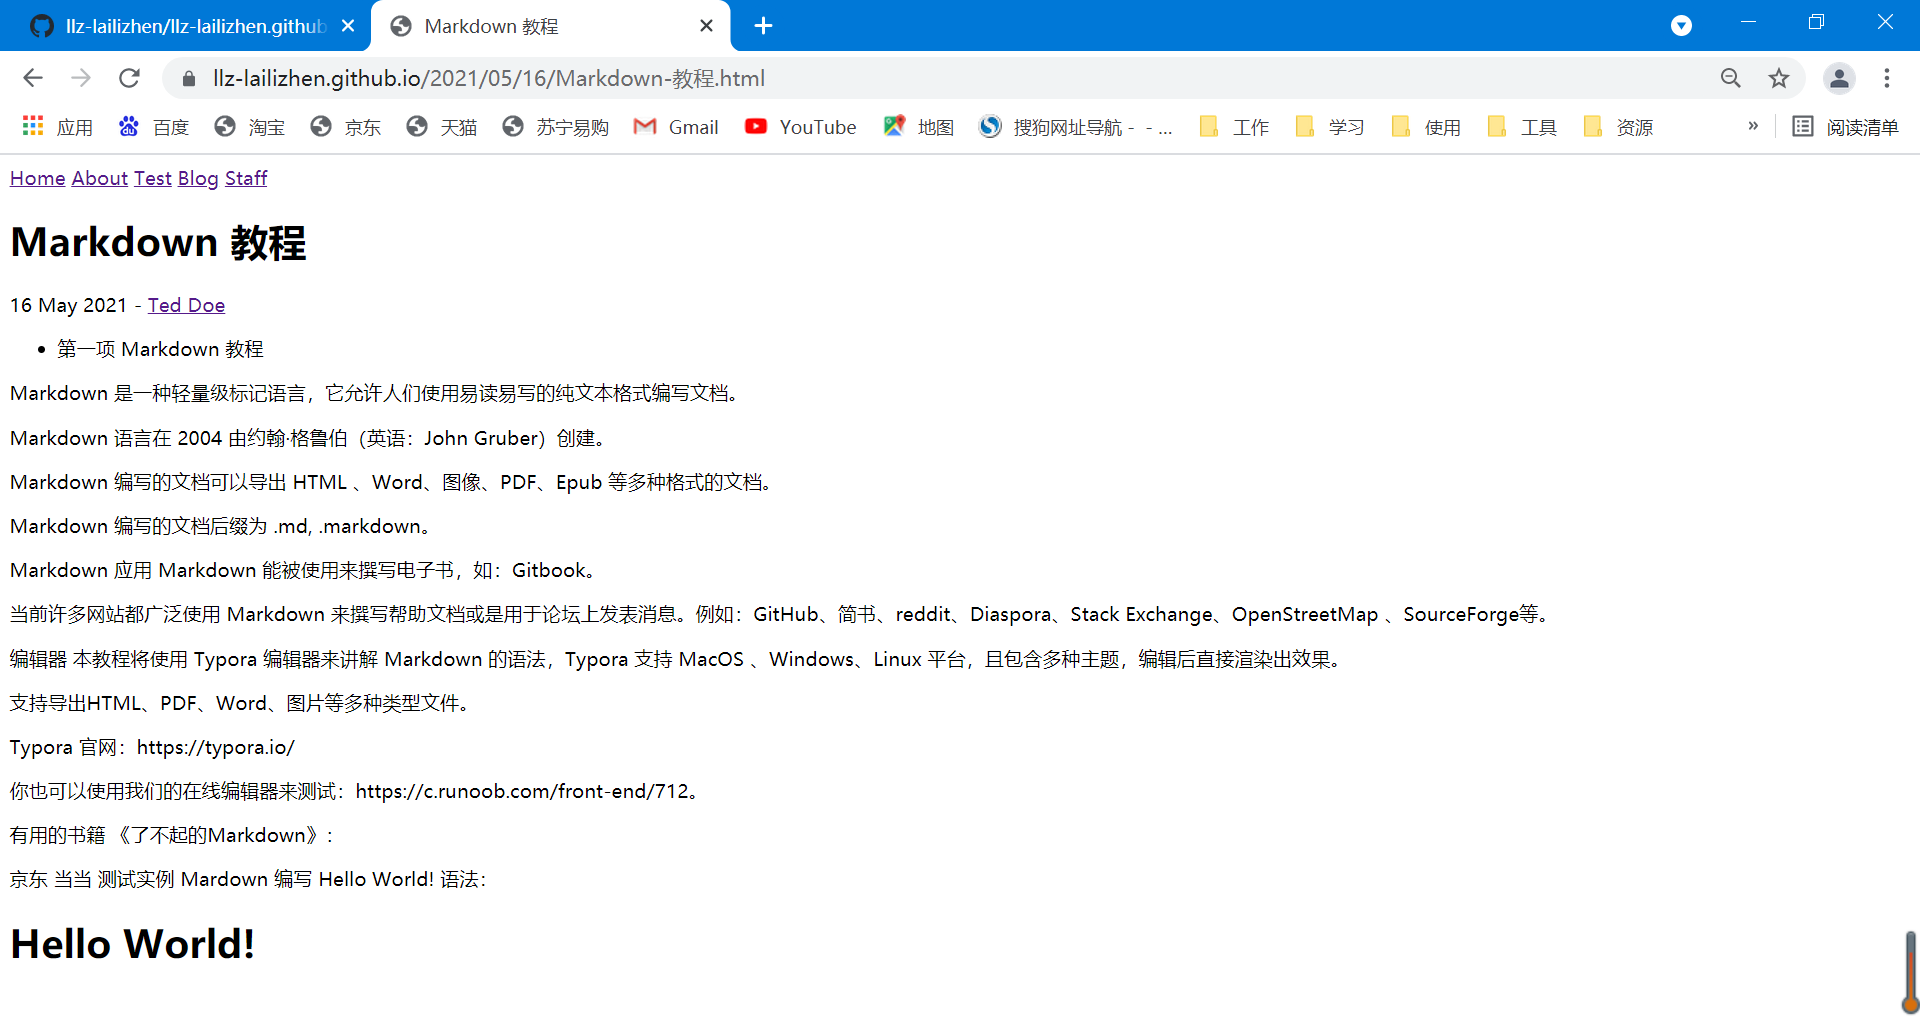 llz-lailizhen/llz-lailizhen.github
Markdown 教程
llz-lailizhen.github.io/2021/05/16/Markdown-教程.html
应用 百度 淘宝 京东 天猫 苏宁易购 Gmail YouTube 地图 搜狗网址导航 - - ... 工作 学习 使用 工具 资源 » 阅读清单
Home About Test Blog Staff
Markdown 教程
16 May 2021 - Ted Doe
• 第一项 Markdown 教程
Markdown 是一种轻量级标记语言，它允许人们使用易读易写的纯文本格式编写文档。
Markdown 语言在 2004 由约翰·格鲁伯（英语：John Gruber）创建。
Markdown 编写的文档可以导出 HTML 、Word、图像、PDF、Epub 等多种格式的文档。
Markdown 编写的文档后缀为 .md, .markdown。
Markdown 应用 Markdown 能被使用来撰写电子书，如：Gitbook。
当前许多网站都广泛使用 Markdown 来撰写帮助文档或是用于论坛上发表消息。例如：GitHub、简书、reddit、Diaspora、Stack Exchange、OpenStreetMap 、SourceForge等。
编辑器 本教程将使用 Typora 编辑器来讲解 Markdown 的语法，Typora 支持 MacOS 、Windows、Linux 平台，且包含多种主题，编辑后直接渲染出效果。
支持导出HTML、PDF、Word、图片等多种类型文件。
Typora 官网：https://typora.io/
你也可以使用我们的在线编辑器来测试：https://c.runoob.com/front-end/712。
有用的书籍 《了不起的Markdown》：
京东 当当 测试实例 Mardown 编写 Hello World! 语法：
Hello World!